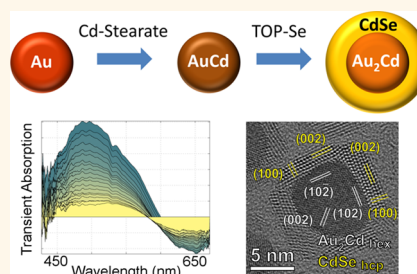 Cd-Stearate
TOP-Se
CdSe
Au
AuCd
Au₂Cd
Transient Absorption
450
550
650
Wavelength (nm)
(002)
(100)
(002)
(102)
(002)
(102)
(100)
Au₂Cd hex
CdSe hcp
5 nm